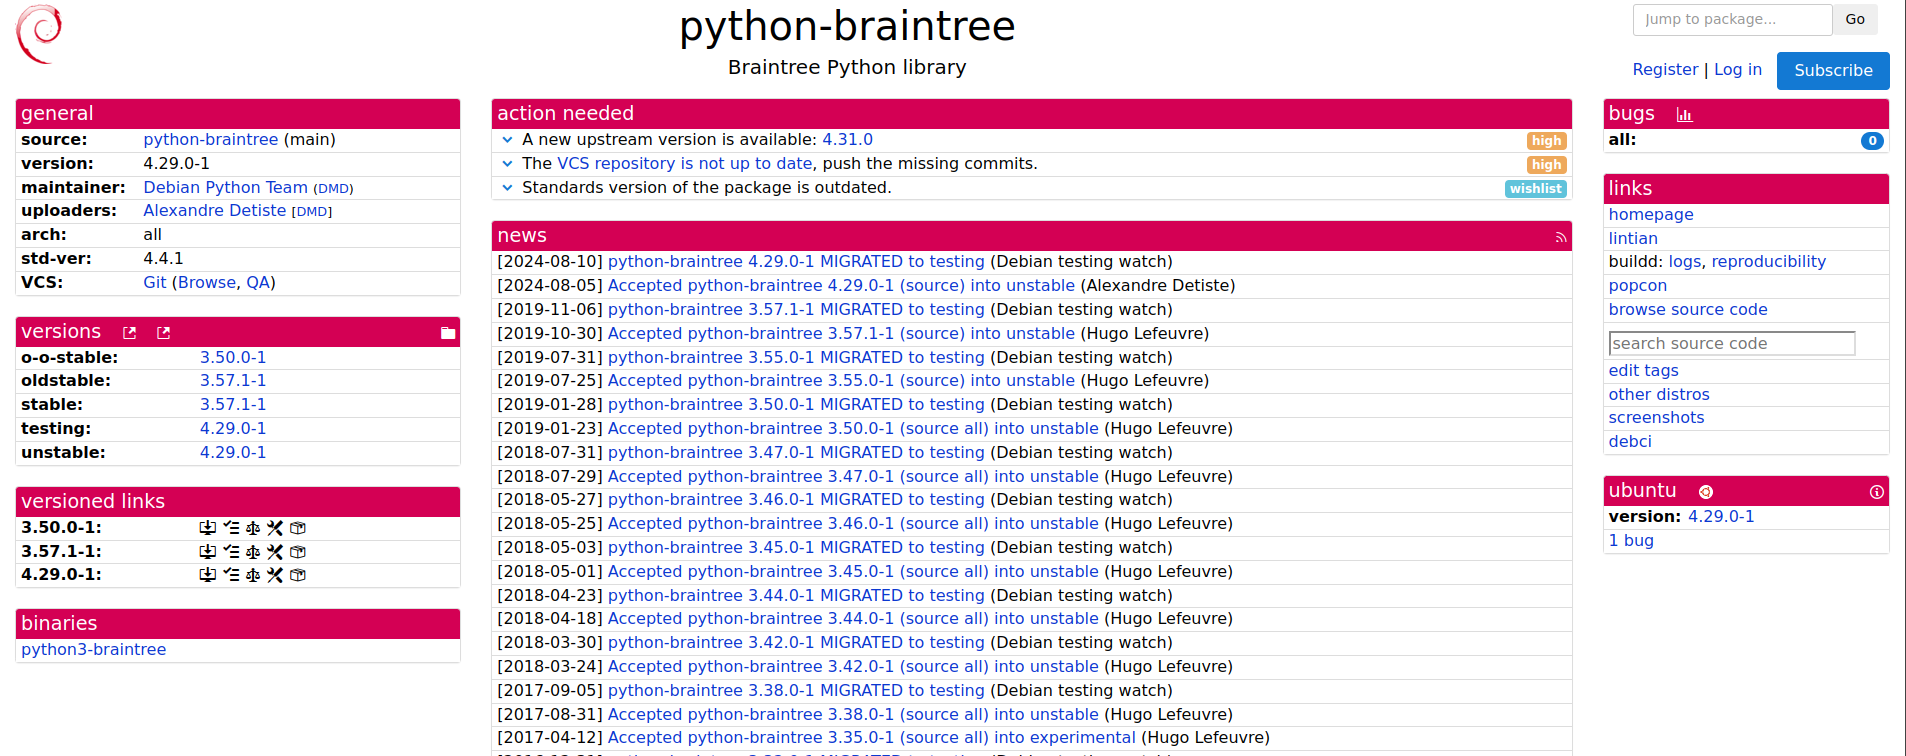 python-braintree
Braintree Python library
Jump to package...
Go
Register | Log in
Subscribe
general
source: python-braintree (main)
version: 4.29.0-1
maintainer: Debian Python Team (DMD)
uploaders: Alexandre Detiste [DMD]
arch: all
std-ver: 4.4.1
VCS: Git (Browse, QA)
versions
o-o-stable: 3.50.0-1
oldstable: 3.57.1-1
stable: 3.57.1-1
testing: 4.29.0-1
unstable: 4.29.0-1
versioned links
3.50.0-1:
3.57.1-1:
4.29.0-1:
binaries
python3-braintree
action needed
A new upstream version is available: 4.31.0 high
The VCS repository is not up to date, push the missing commits. high
Standards version of the package is outdated. wishlist
news
[2024-08-10] python-braintree 4.29.0-1 MIGRATED to testing (Debian testing watch)
[2024-08-05] Accepted python-braintree 4.29.0-1 (source) into unstable (Alexandre Detiste)
[2019-11-06] python-braintree 3.57.1-1 MIGRATED to testing (Debian testing watch)
[2019-10-30] Accepted python-braintree 3.57.1-1 (source) into unstable (Hugo Lefeuvre)
[2019-07-31] python-braintree 3.55.0-1 MIGRATED to testing (Debian testing watch)
[2019-07-25] Accepted python-braintree 3.55.0-1 (source) into unstable (Hugo Lefeuvre)
[2019-01-28] python-braintree 3.50.0-1 MIGRATED to testing (Debian testing watch)
[2019-01-23] Accepted python-braintree 3.50.0-1 (source all) into unstable (Hugo Lefeuvre)
[2018-07-31] python-braintree 3.47.0-1 MIGRATED to testing (Debian testing watch)
[2018-07-29] Accepted python-braintree 3.47.0-1 (source all) into unstable (Hugo Lefeuvre)
[2018-05-27] python-braintree 3.46.0-1 MIGRATED to testing (Debian testing watch)
[2018-05-25] Accepted python-braintree 3.46.0-1 (source all) into unstable (Hugo Lefeuvre)
[2018-05-03] python-braintree 3.45.0-1 MIGRATED to testing (Debian testing watch)
[2018-05-01] Accepted python-braintree 3.45.0-1 (source all) into unstable (Hugo Lefeuvre)
[2018-04-23] python-braintree 3.44.0-1 MIGRATED to testing (Debian testing watch)
[2018-04-18] Accepted python-braintree 3.44.0-1 (source all) into unstable (Hugo Lefeuvre)
[2018-03-30] python-braintree 3.42.0-1 MIGRATED to testing (Debian testing watch)
[2018-03-24] Accepted python-braintree 3.42.0-1 (source all) into unstable (Hugo Lefeuvre)
[2017-09-05] python-braintree 3.38.0-1 MIGRATED to testing (Debian testing watch)
[2017-08-31] Accepted python-braintree 3.38.0-1 (source all) into unstable (Hugo Lefeuvre)
[2017-04-12] Accepted python-braintree 3.35.0-1 (source all) into experimental (Hugo Lefeuvre)
bugs
all: 0
links
homepage
lintian
buildd: logs, reproducibility
popcon
browse source code
search source code
edit tags
other distros
screenshots
debci
ubuntu
version: 4.29.0-1
1 bug